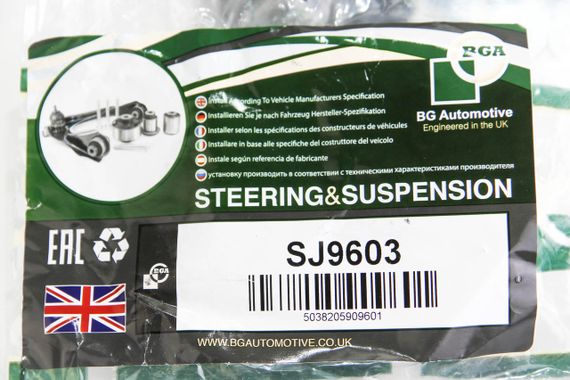 BGA
BG Automotive
Engineered in the UK
Install According To Vehicle Manufacturers Specification
Installieren Sie je nach Fahrzeug Hersteller-Spezifikation
Installer selon les spécifications des constructeurs de véhicules
Installare in base alle specifiche del costruttore del veicolo
Instale según referencia de fabricante
установку производить в соответствии с техническими характеристиками производителя
STEERING&SUSPENSION
EAC
BGA
SJ9603
5038205909601
WWW.BGAUTOMOTIVE.CO.UK